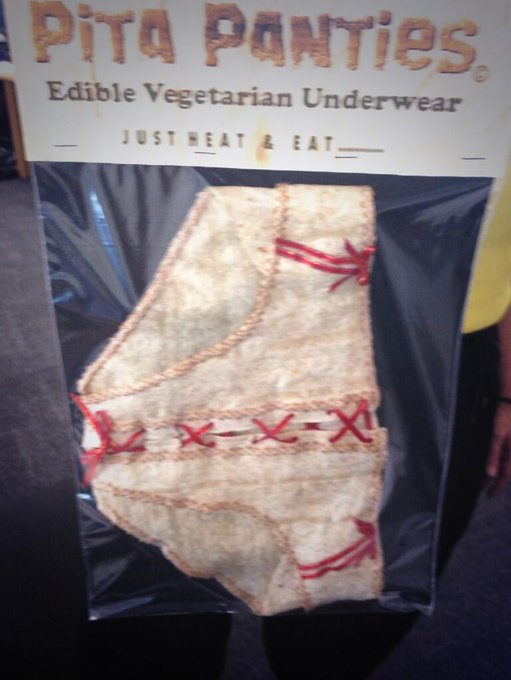 PiTa PanTies©
Edible Vegetarian Underwear
JUST HEAT & EAT